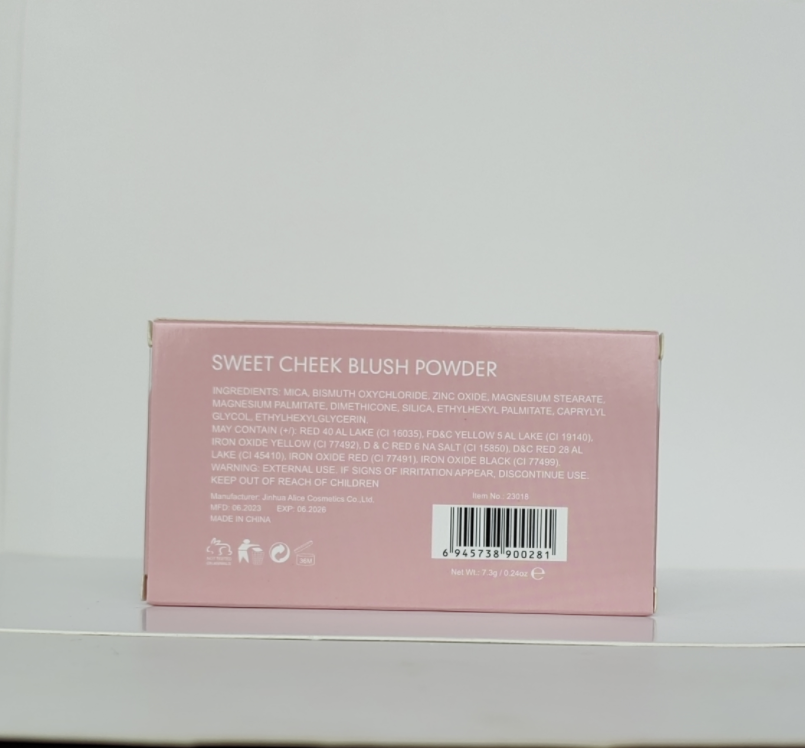 SWEET CHEEK BLUSH POWDER
INGREDIENTS: MICA, BISMUTH OXYCHLORIDE, ZINC OXIDE, MAGNESIUM STEARATE,
MAGNESIUM PALMITATE, DIMETHICONE, SILICA, ETHYLHEXYL PALMITATE, CAPRYLYL
GLYCOL, ETHYLHEXYLGLYCERIN.
MAY CONTAIN (+/-): RED 40 AL LAKE (CI 16035), FD&C YELLOW 5 AL LAKE (CI 19140),
IRON OXIDE YELLOW (CI 77492), D & C RED 6 NA SALT (CI 15850), D&C RED 28 AL
LAKE (CI 45410), IRON OXIDE RED (CI 77491), IRON OXIDE BLACK (CI 77499).
WARNING: EXTERNAL USE. IF SIGNS OF IRRITATION APPEAR, DISCONTINUE USE.
KEEP OUT OF REACH OF CHILDREN
Manufacturer: Jinhua Alice Cosmetics Co.,Ltd.
MFD: 06.2023 EXP: 06.2026
MADE IN CHINA
Item No.: 23016
6 945738 900281
Net Wt.: 7.3g / 0.24oz ℮